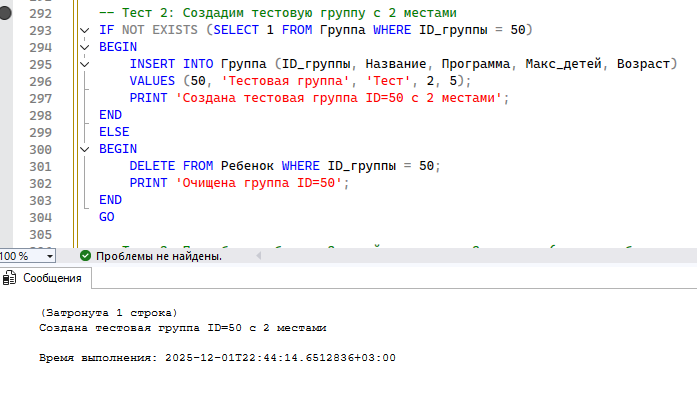 292 -- Тест 2: Создадим тестовую группу с 2 местами
293 IF NOT EXISTS (SELECT 1 FROM Группа WHERE ID_группы = 50)
294 BEGIN
295 INSERT INTO Группа (ID_группы, Название, Программа, Макс_детей, Возраст)
296 VALUES (50, 'Тестовая группа', 'Тест', 2, 5);
297 PRINT 'Создана тестовая группа ID=50 с 2 местами';
298 END
299 ELSE
300 BEGIN
301 DELETE FROM Ребенок WHERE ID_группы = 50;
302 PRINT 'Очищена группа ID=50';
303 END
304 GO
305
100 % Проблемы не найдены.
Сообщения
(Затронута 1 строка)
Создана тестовая группа ID=50 с 2 местами
Время выполнения: 2025-12-01T22:44:14.6512836+03:00